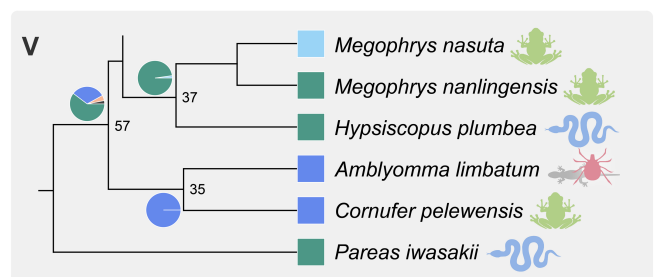 V
Megophrys nasuta
Megophrys nanlingensis
37
Hypsiscopus plumbea
57
Amblyomma limbatum
35
Cornufer pelewensis
Pareas iwasakii